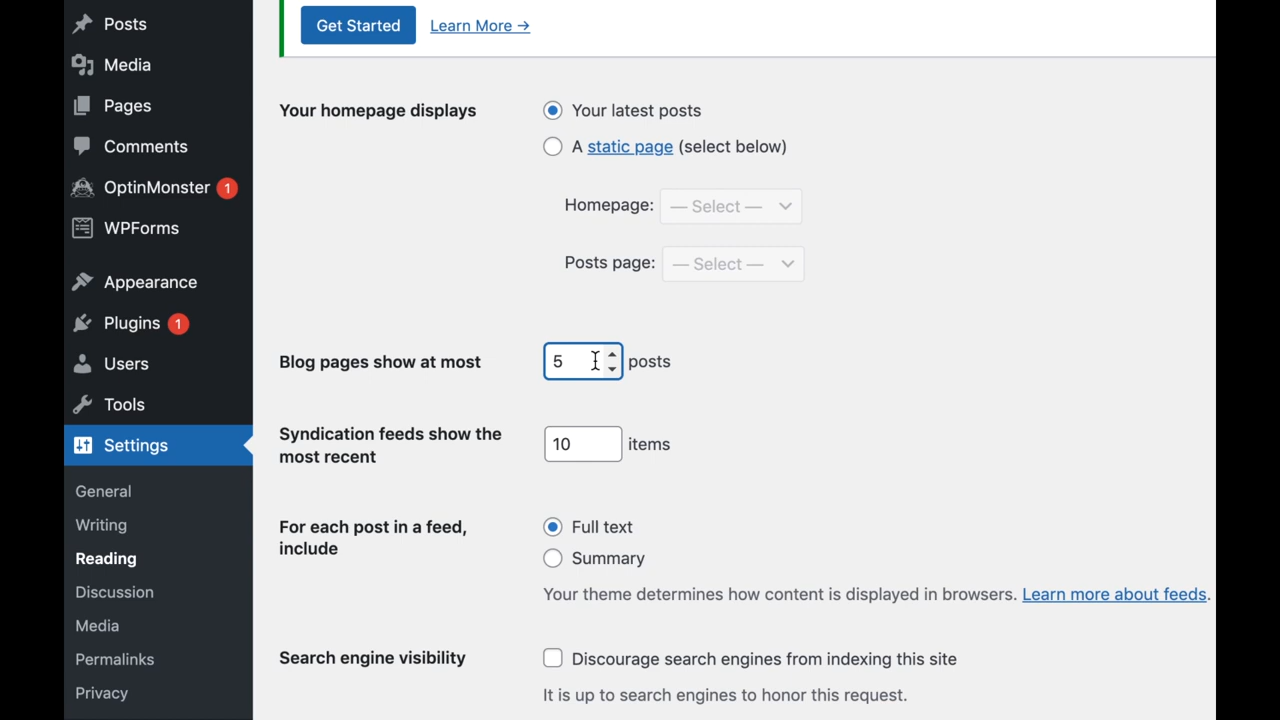 Posts
Media
Pages
Comments
OptinMonster 1
WPForms
Appearance
Plugins 1
Users
Tools
Settings
General
Writing
Reading
Discussion
Media
Permalinks
Privacy
Get Started Learn More →
Your homepage displays Your latest posts
A static page (select below)
Homepage: — Select —
Posts page: — Select —
Blog pages show at most 5 posts
Syndication feeds show the
most recent 10 items
For each post in a feed,
include Full text
Summary
Your theme determines how content is displayed in browsers. Learn more about feeds.
Search engine visibility Discourage search engines from indexing this site
It is up to search engines to honor this request.